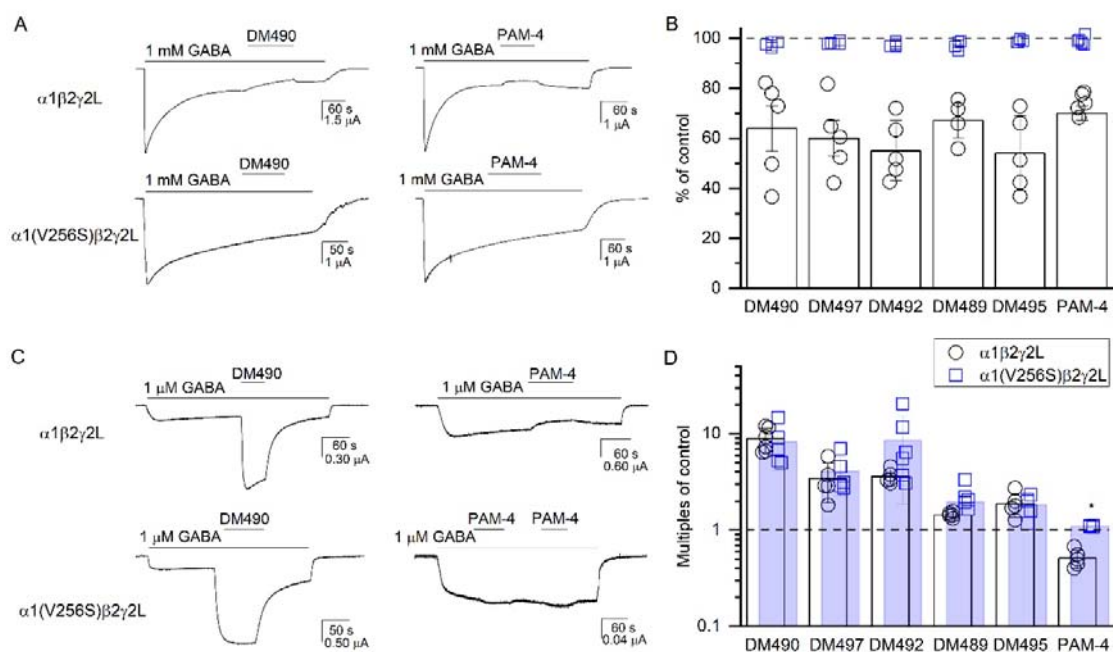 A
DM490
1 mM GABA
α1β2γ2L
60 s
1.5 μA
PAM-4
1 mM GABA
60 s
1 μA
DM490
1 mM GABA
α1(V256S)β2γ2L
50 s
1 μA
PAM-4
1 mM GABA
60 s
1 μA
B
% of control
100
80
60
40
20
0
DM490 DM497 DM492 DM489 DM495 PAM-4
C
DM490
1 μM GABA
α1β2γ2L
60 s
0.30 μA
PAM-4
1 μM GABA
60 s
0.60 μA
DM490
1 μM GABA
α1(V256S)β2γ2L
50 s
0.50 μA
PAM-4 PAM-4
1 μM GABA
60 s
0.04 μA
D
α1β2γ2L
α1(V256S)β2γ2L
Multiples of control
10
1
0.1
*
DM490 DM497 DM492 DM489 DM495 PAM-4